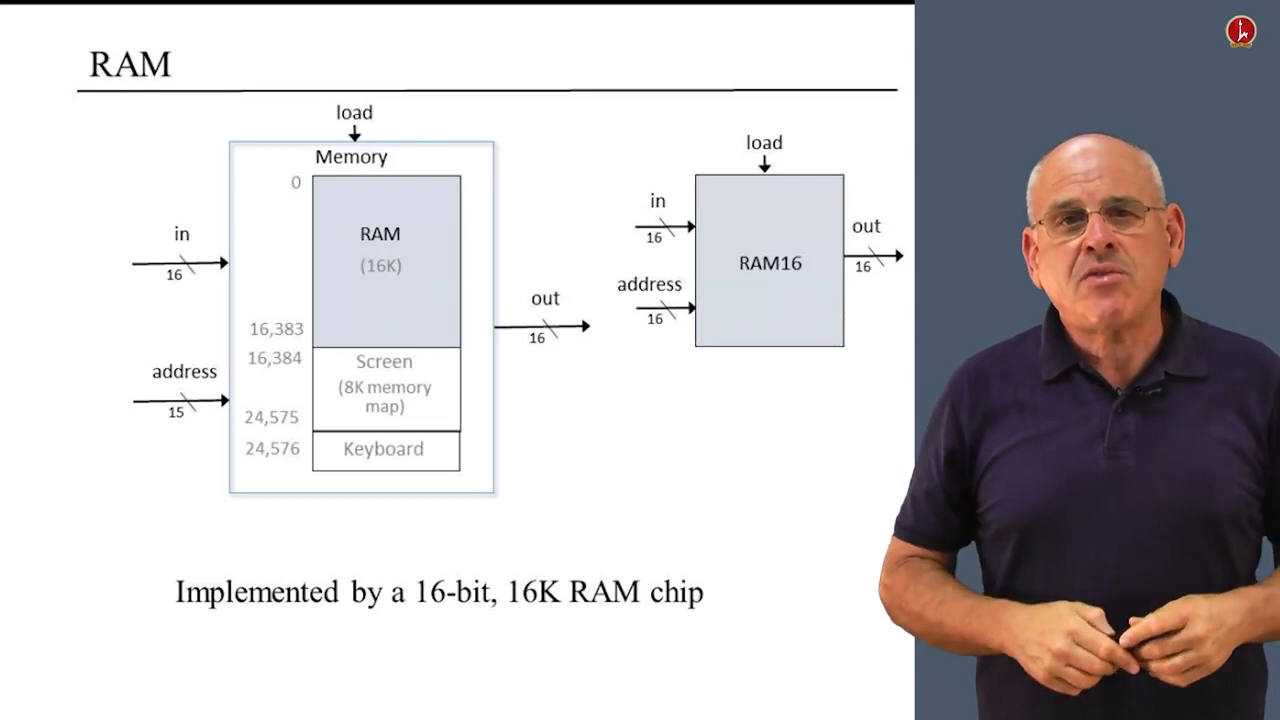 RAM
load
Memory
0
RAM
(16K)
16,383
16,384
Screen
(8K memory
map)
24,575
24,576
Keyboard
in
16
address
15
out
16
load
in
16
address
16
RAM16
out
16
Implemented by a 16-bit, 16K RAM chip